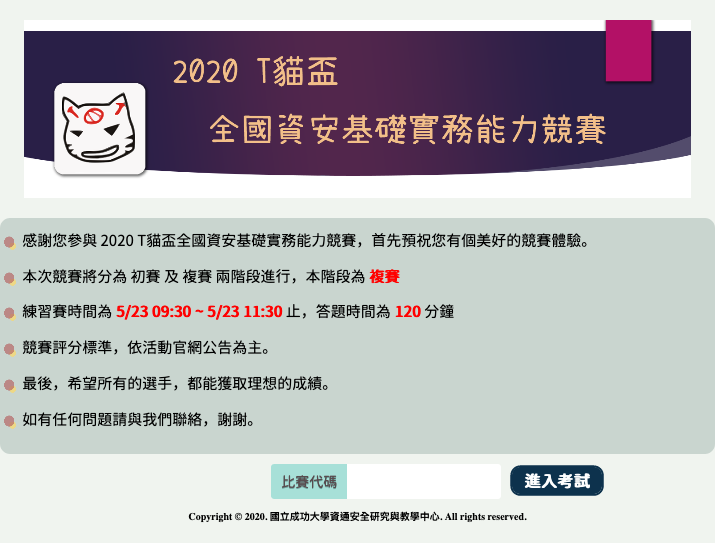 2020 T貓盃
全國資安基礎實務能力競賽
感謝您參與 2020 T貓盃全國資安基礎實務能力競賽，首先預祝您有個美好的競賽體驗。
本次競賽將分為 初賽 及 複賽 兩階段進行，本階段為 複賽
練習賽時間為 5/23 09:30 ~ 5/23 11:30 止，答題時間為 120 分鐘
競賽評分標準，依活動官網公告為主。
最後，希望所有的選手，都能獲取理想的成績。
如有任何問題請與我們聯絡，謝謝。
比賽代碼 進入考試
Copyright © 2020. 國立成功大學資通安全研究與教學中心. All rights reserved.